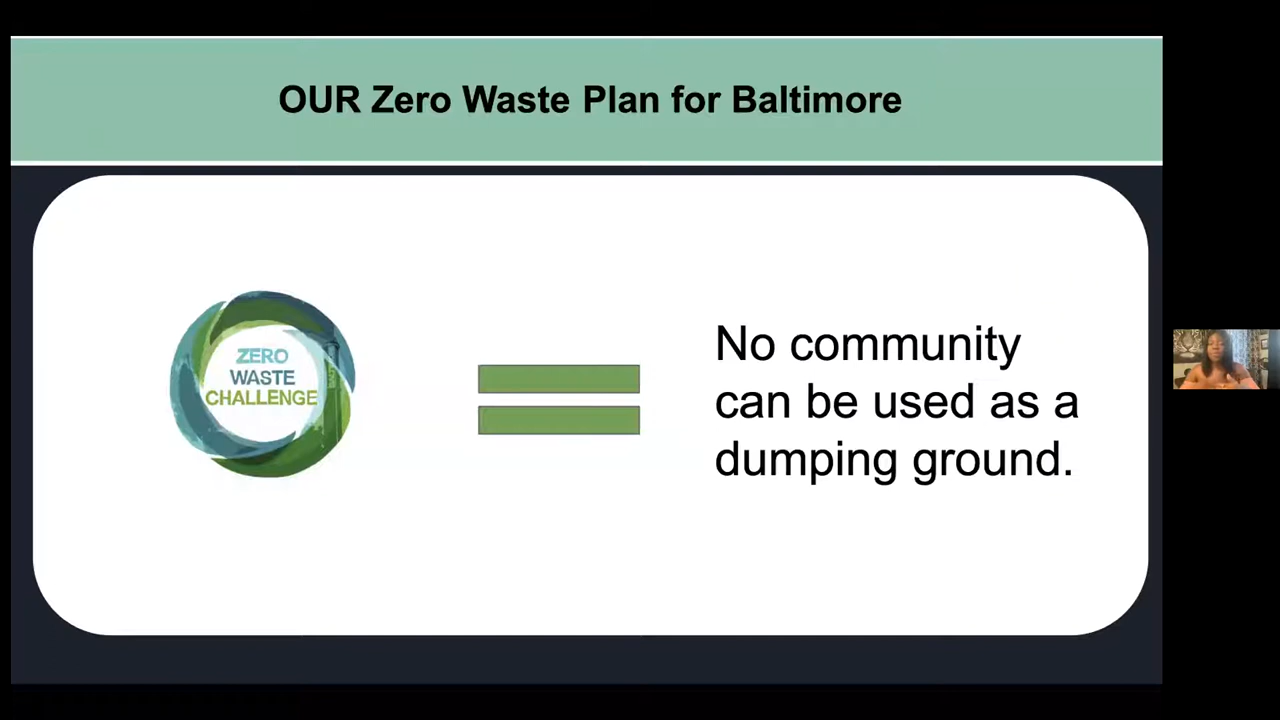 OUR Zero Waste Plan for Baltimore
ZERO
WASTE
CHALLENGE
No community
can be used as a
dumping ground.